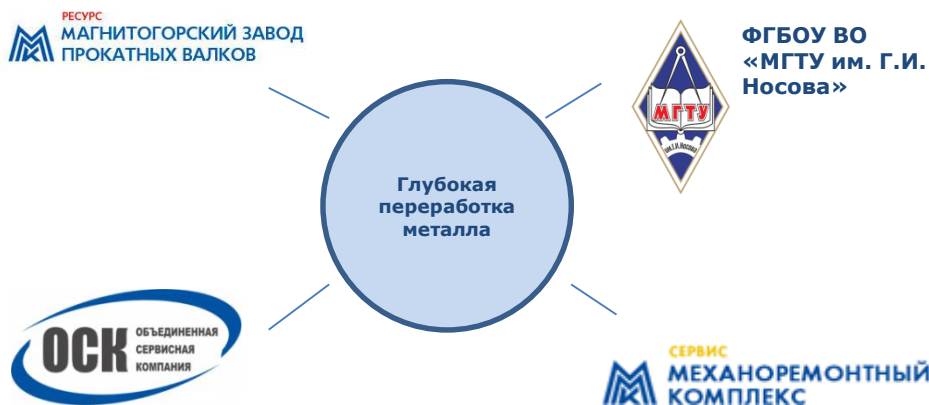 РЕСУРС
МАГНИТОГОРСКИЙ ЗАВОД
ПРОКАТНЫХ ВАЛКОВ
ФГБОУ ВО
«МГТУ им. Г.И.
Носова»
МГТУ
им.Г.И.Носова
Глубокая
переработка
металла
ОСК
ОБЪЕДИНЕННАЯ
СЕРВИСНАЯ
КОМПАНИЯ
СЕРВИС
МЕХАНОРЕМОНТНЫЙ
КОМПЛЕКС